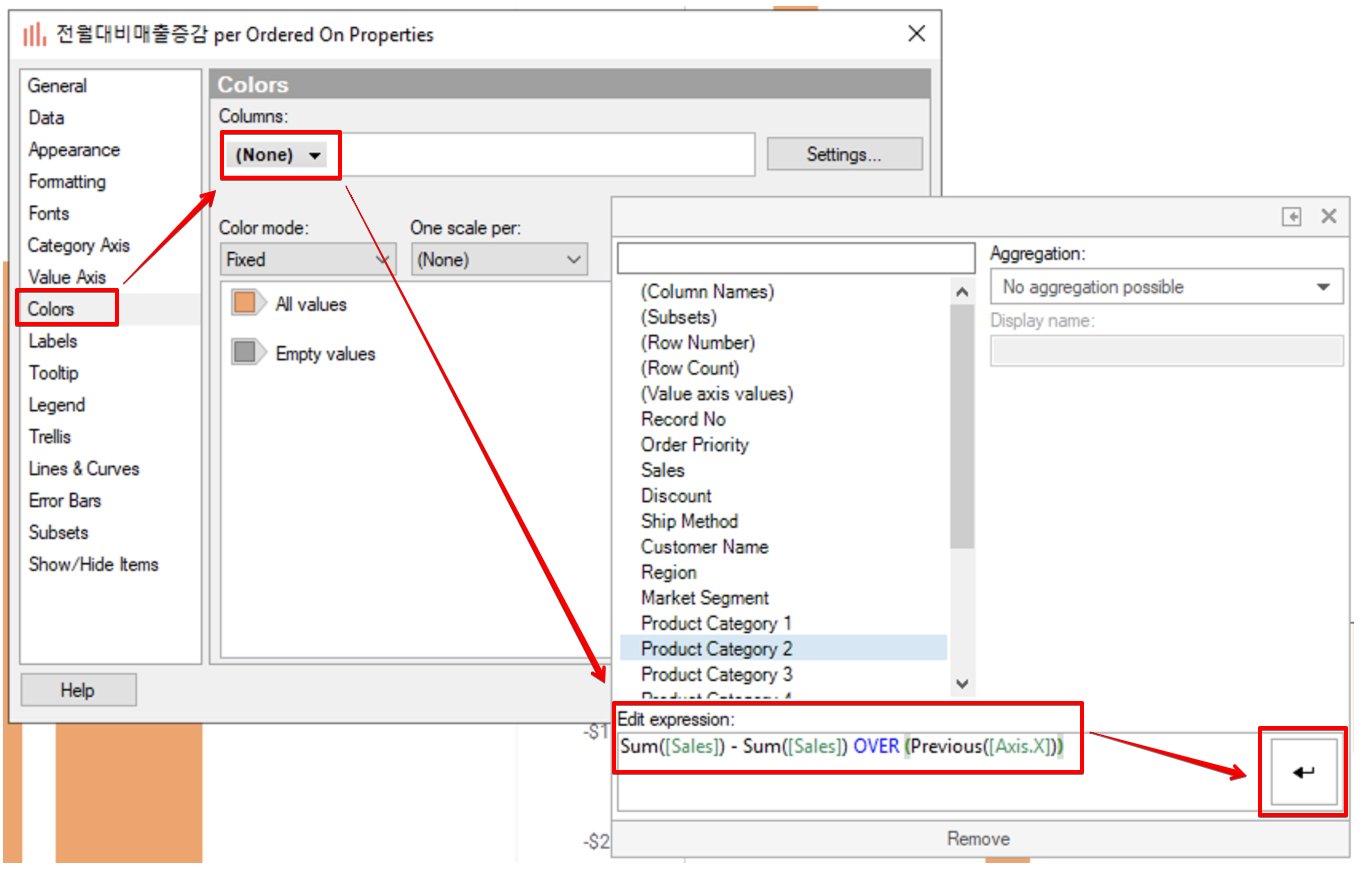 전월대비매출증감 per Ordered On Properties
General
Data
Appearance
Formatting
Fonts
Category Axis
Value Axis
Colors
Labels
Tooltip
Legend
Trellis
Lines & Curves
Error Bars
Subsets
Show/Hide Items
Help
Colors
Columns:
(None)
Settings...
Color mode:
One scale per:
Fixed
(None)
All values
Empty values
Aggregation:
No aggregation possible
Display name:
(Column Names)
(Subsets)
(Row Number)
(Row Count)
(Value axis values)
Record No
Order Priority
Sales
Discount
Ship Method
Customer Name
Region
Market Segment
Product Category 1
Product Category 2
Product Category 3
Product Category 4
Edit expression:
Sum([Sales]) - Sum([Sales]) OVER (Previous([Axis.X]))
Remove
-$1
-$2